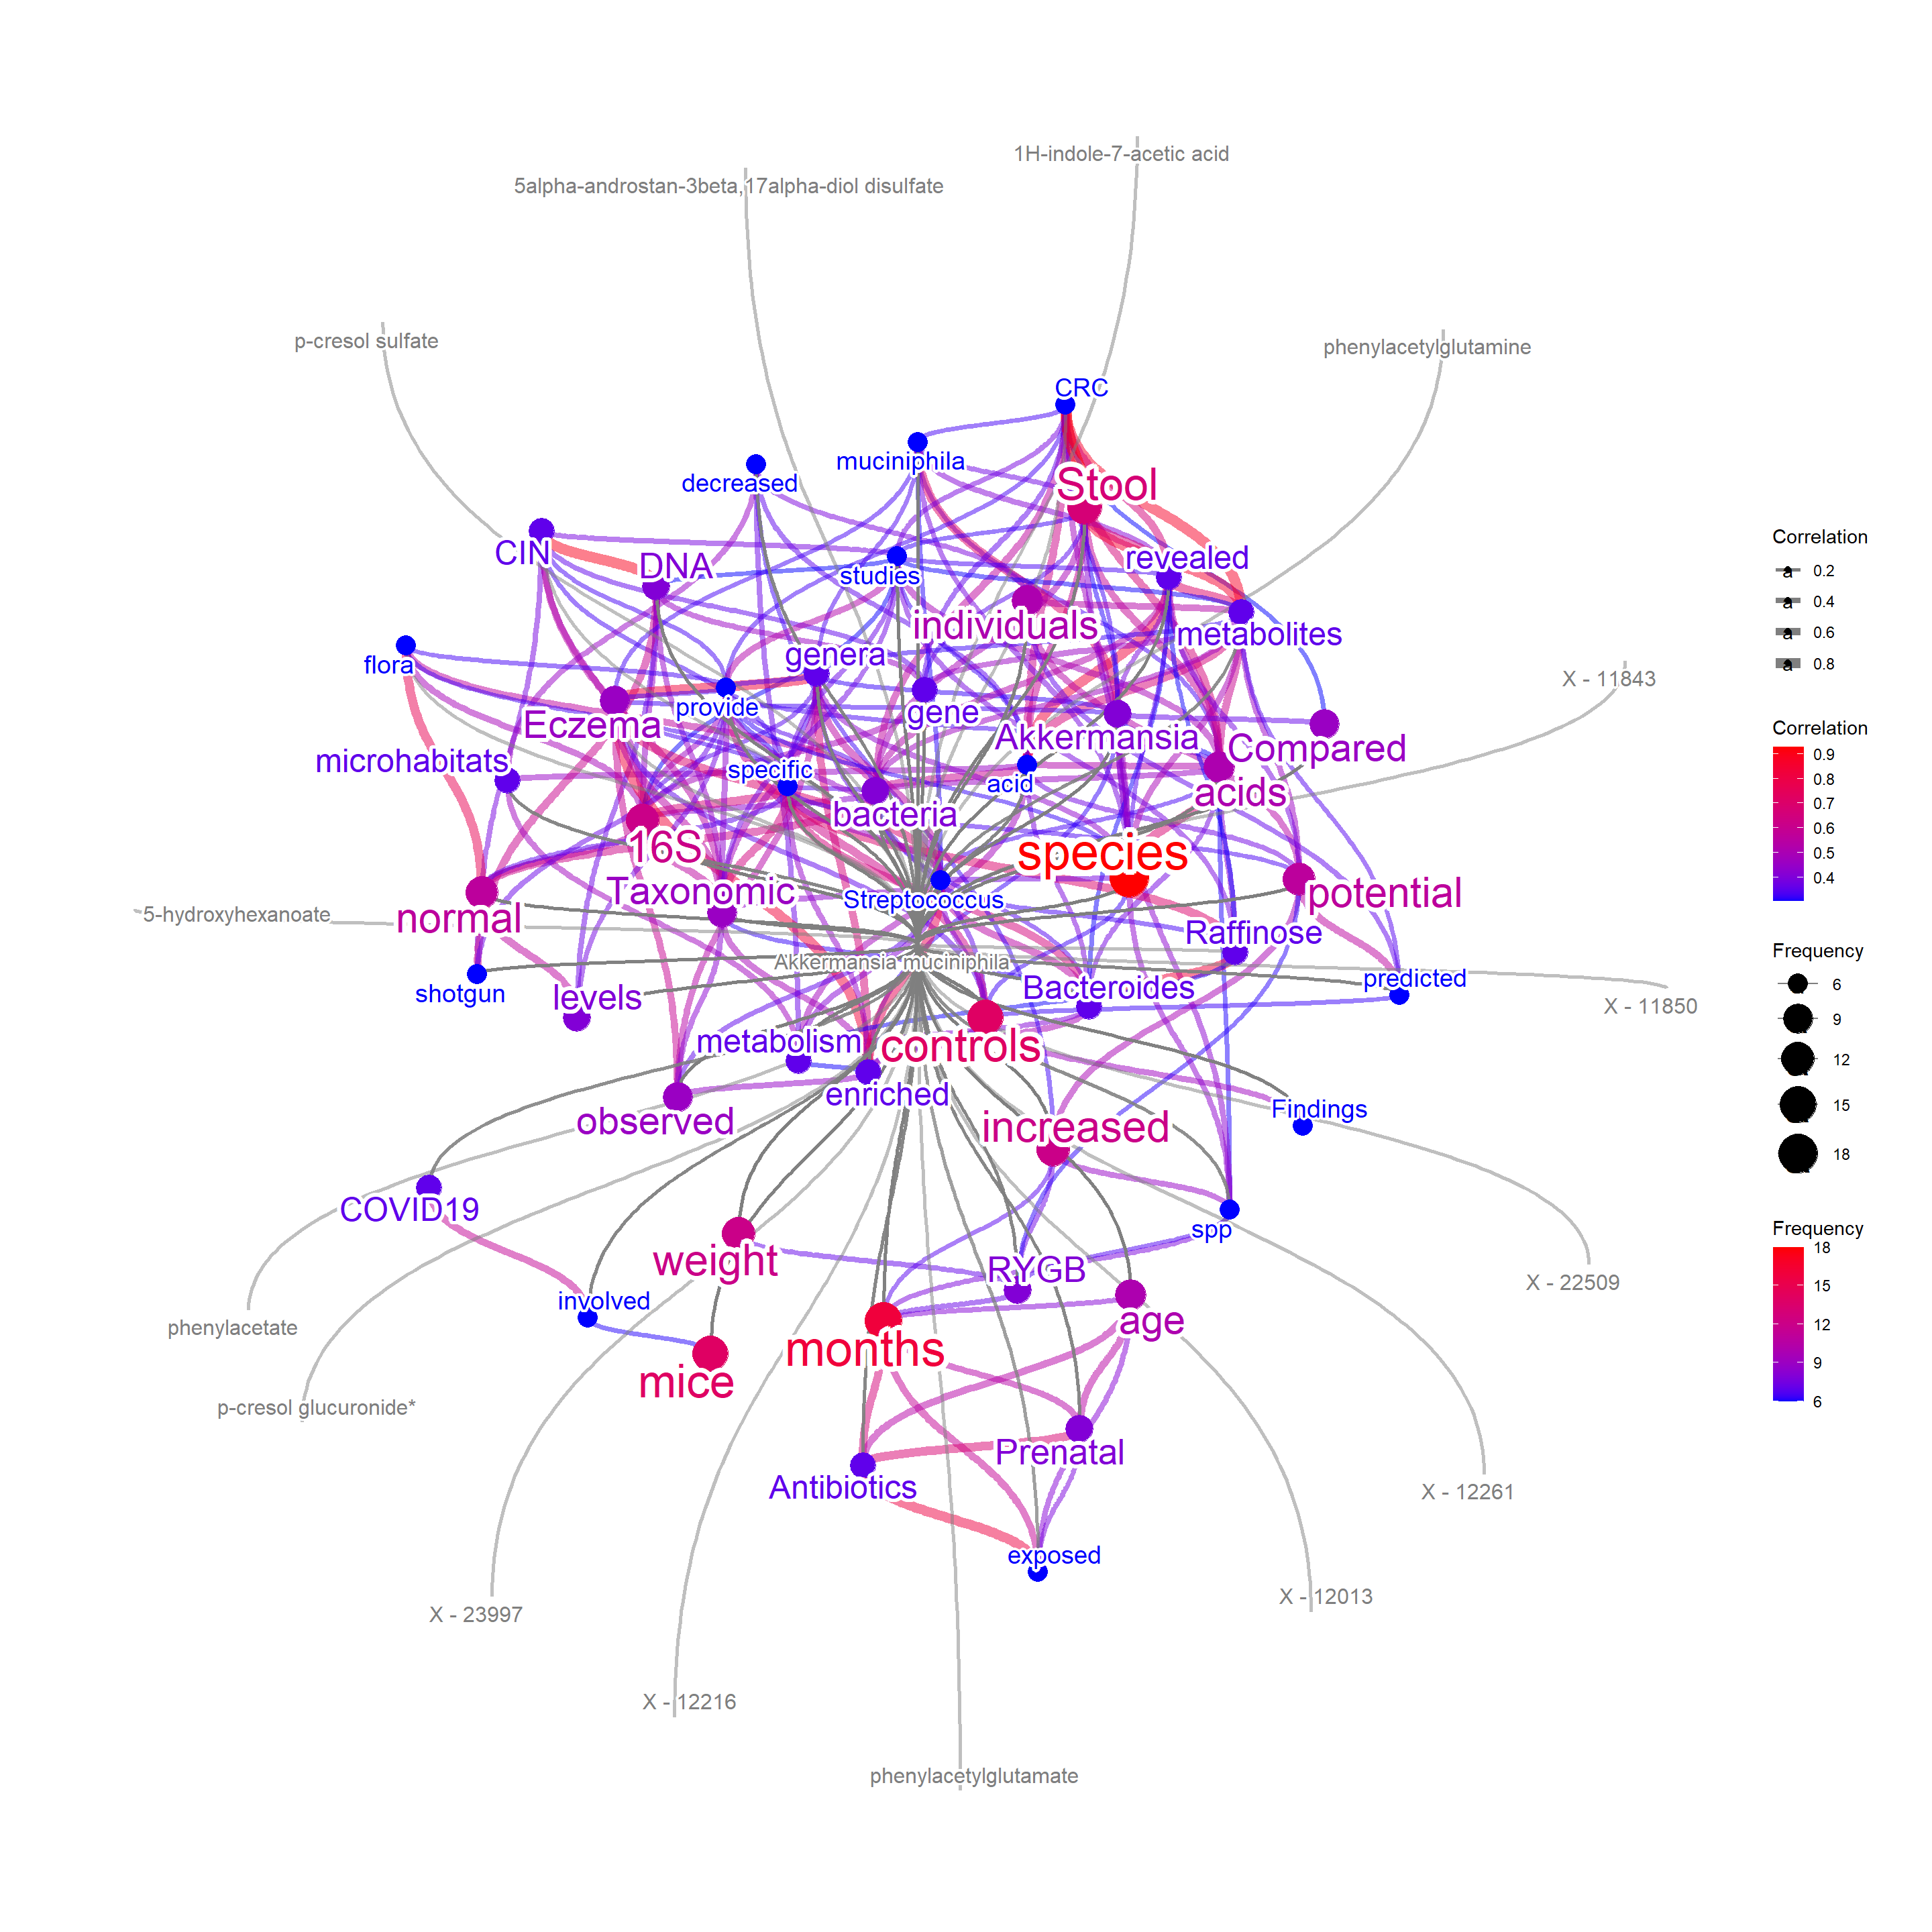 1H-indole-7-acetic acid
5alpha-androstan-3beta,17alpha-diol disulfate
p-cresol sulfate
phenylacetylglutamine
CRC
muciniphila
decreased
Stool
CIN
DNA
studies
revealed
individuals
metabolites
flora
genera
X - 11843
provide
gene
Eczema
Akkermansia
Compared
microhabitats
specific
acid
acids
bacteria
16S
species
Taxonomic
potential
Streptococcus
5-hydroxyhexanoate
normal
Raffinose
Akkermansia muciniphila
predicted
shotgun
levels
Bacteroides
X - 11850
metabolism
controls
enriched
Findings
observed
increased
COVID19
spp
weight
RYGB
X - 22509
involved
phenylacetate
age
months
mice
p-cresol glucuronide*
Prenatal
Antibiotics
X - 12261
exposed
X - 12013
X - 23997
X - 12216
phenylacetylglutamate
Correlation
a 0.2
a 0.4
a 0.6
a 0.8
Correlation
0.9
0.8
0.7
0.6
0.5
0.4
Frequency
6
9
12
15
18
Frequency
18
15
12
9
6